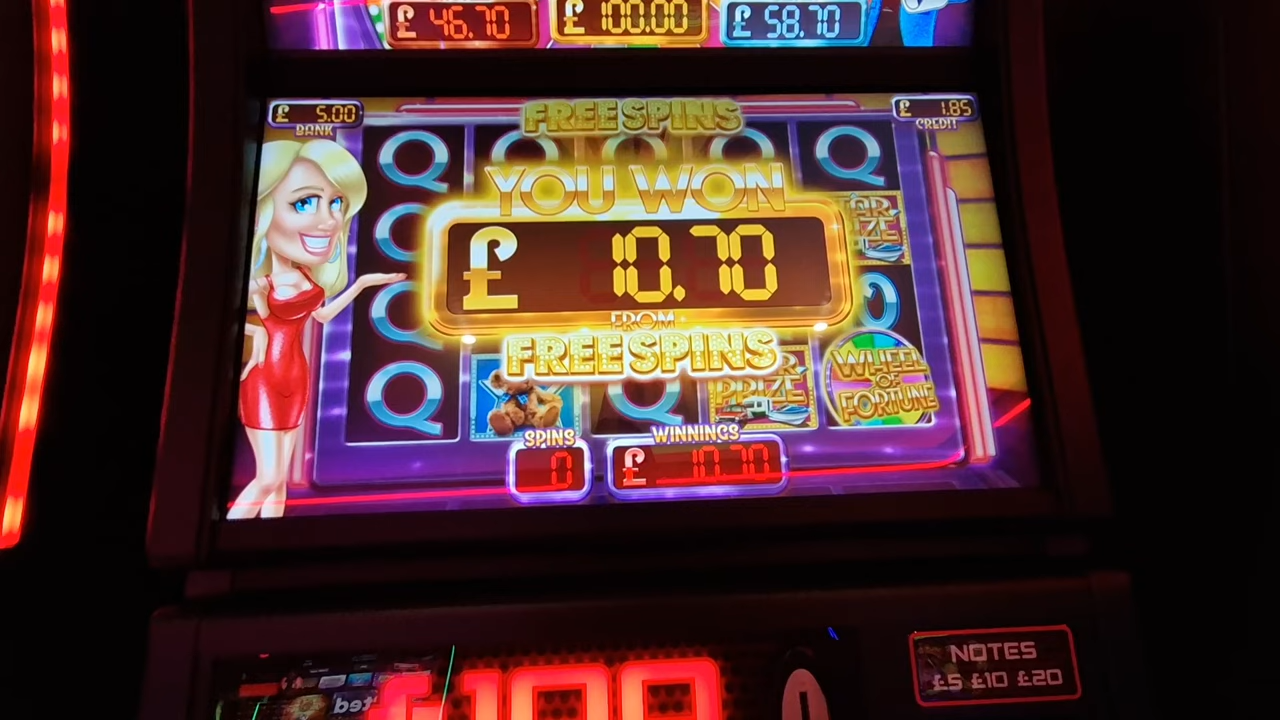 £ 46.70
£ 100.00
£ 58.70
£ 5.00
BANK
FREE SPINS
£ 1.85
CREDIT
YOU WON
£ 10.70
FROM
FREE SPINS
WHEEL
OF
FORTUNE
PRIZE
SPINS
0
WINNINGS
£ 10.70
NOTES
£5 £10 £20
£100